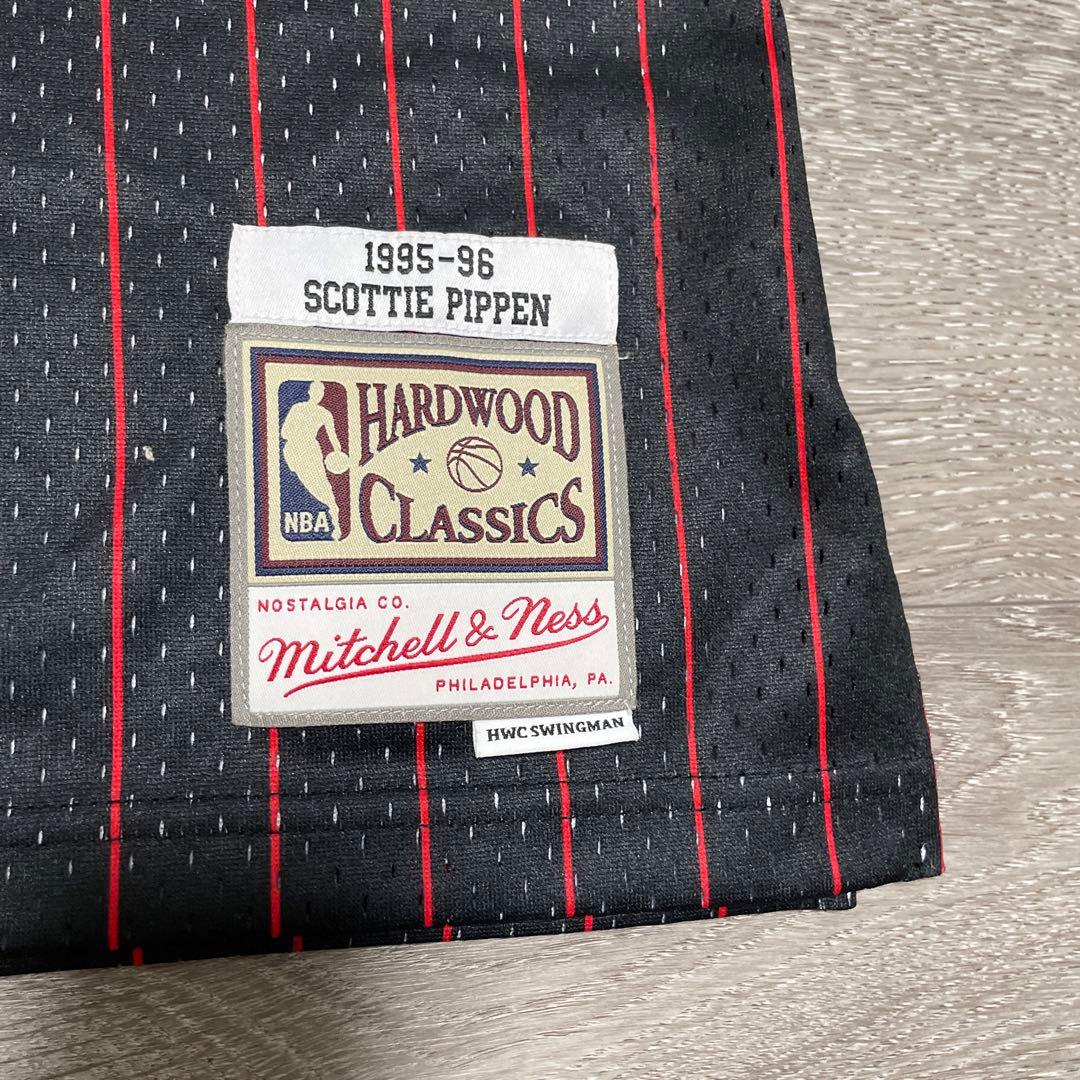 1995-96
SCOTTIE PIPPEN
HARDWOOD
CLASSICS
NBA
NOSTALGIA CO.
Mitchell & Ness
PHILADELPHIA, PA.
HWC SWINGMAN